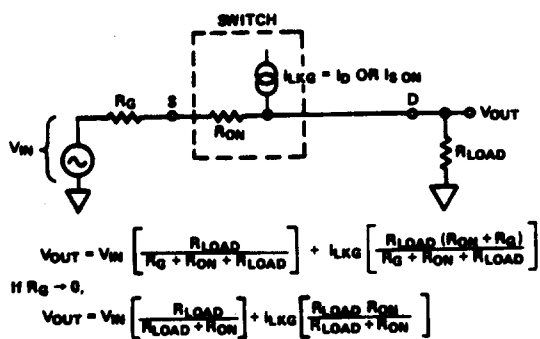 SWITCH
iLKG = ID OR IS ON
RG
S
RON
D
VOUT
VIN
RLOAD
VOUT = VIN [ RLOAD / RG + RON + RLOAD ] + iLKG [ RLOAD (RON + RG) / RG + RON + RLOAD ]
If RG → 0,
VOUT = VIN [ RLOAD / RLOAD + RON ] + iLKG [ RLOAD RON / RLOAD + RON ]